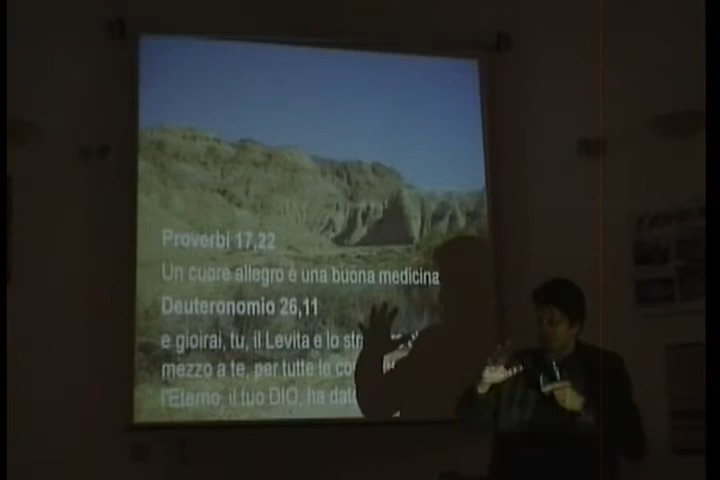 Proverbi 17,22
Un cuore allegro è una buona medicina
Deuteronomio 26,11
e gioirai, tu, il Levita e lo
mezzo a te, per tutte le
l'Eterno, il tuo DIO, ha